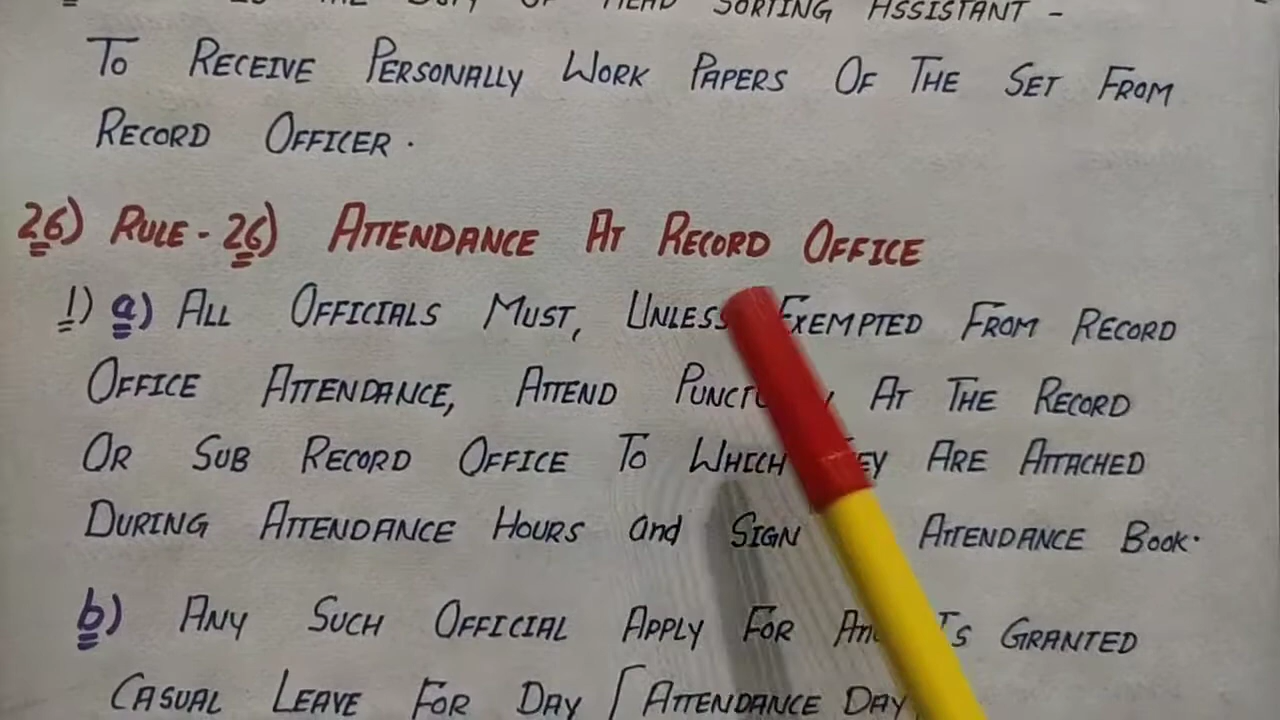 DUTY OF HEAD SORTING ASSISTANT -
TO RECEIVE PERSONALLY WORK PAPERS OF THE SET FROM
RECORD OFFICER.
26) RULE - 26) ATTENDANCE AT RECORD OFFICE
1) a) ALL OFFICIALS MUST, UNLESS EXEMPTED FROM RECORD
OFFICE ATTENDANCE, ATTEND AT THE RECORD
OR SUB RECORD OFFICE TO WHICH ARE ATTACHED
DURING ATTENDANCE HOURS and SIGN ATTENDANCE BOOK.
b) ANY SUCH OFFICIAL APPLY FOR GRANTED
CASUAL LEAVE FOR DAY [ATTENDANCE DAY